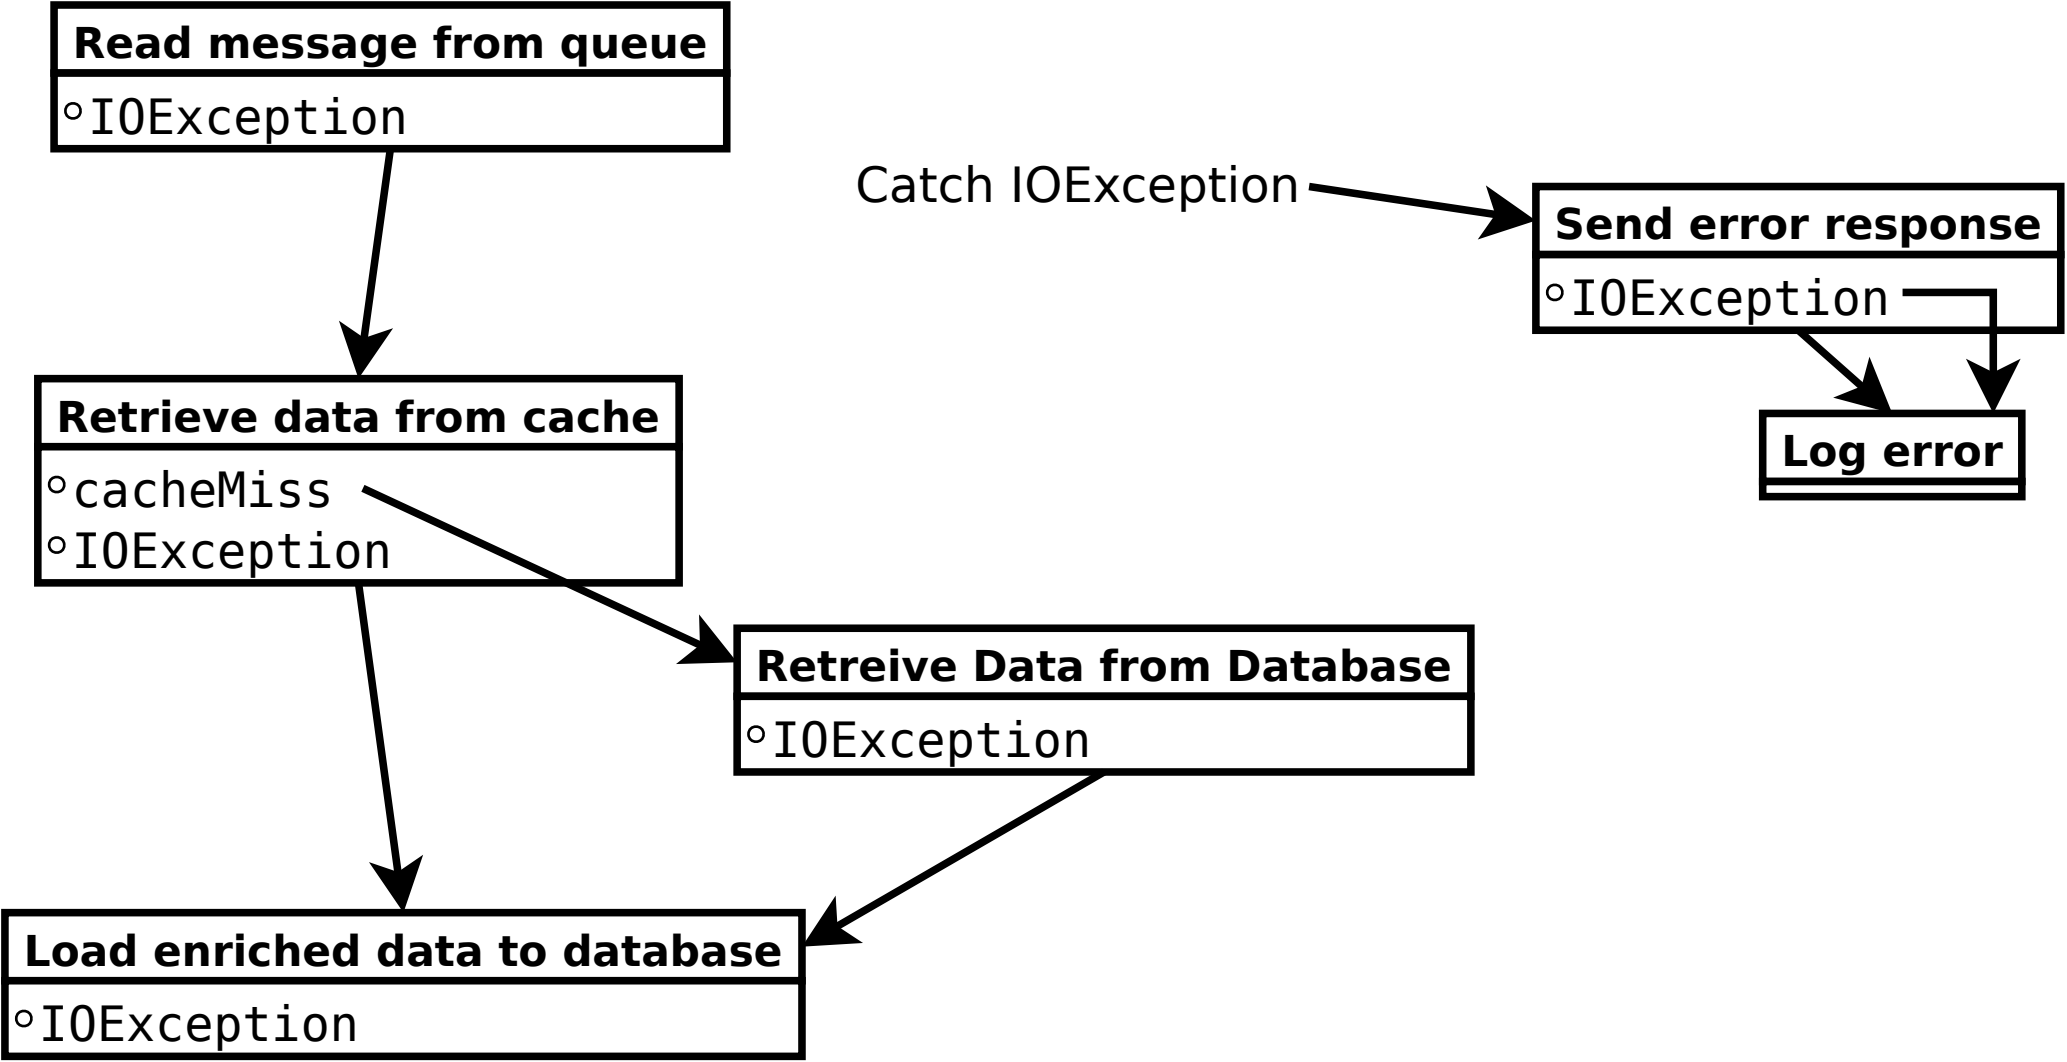 Read message from queue
IOException
Catch IOException
Send error response
IOException
Retrieve data from cache
cacheMiss
IOException
Log error
Retreive Data from Database
IOException
Load enriched data to database
IOException